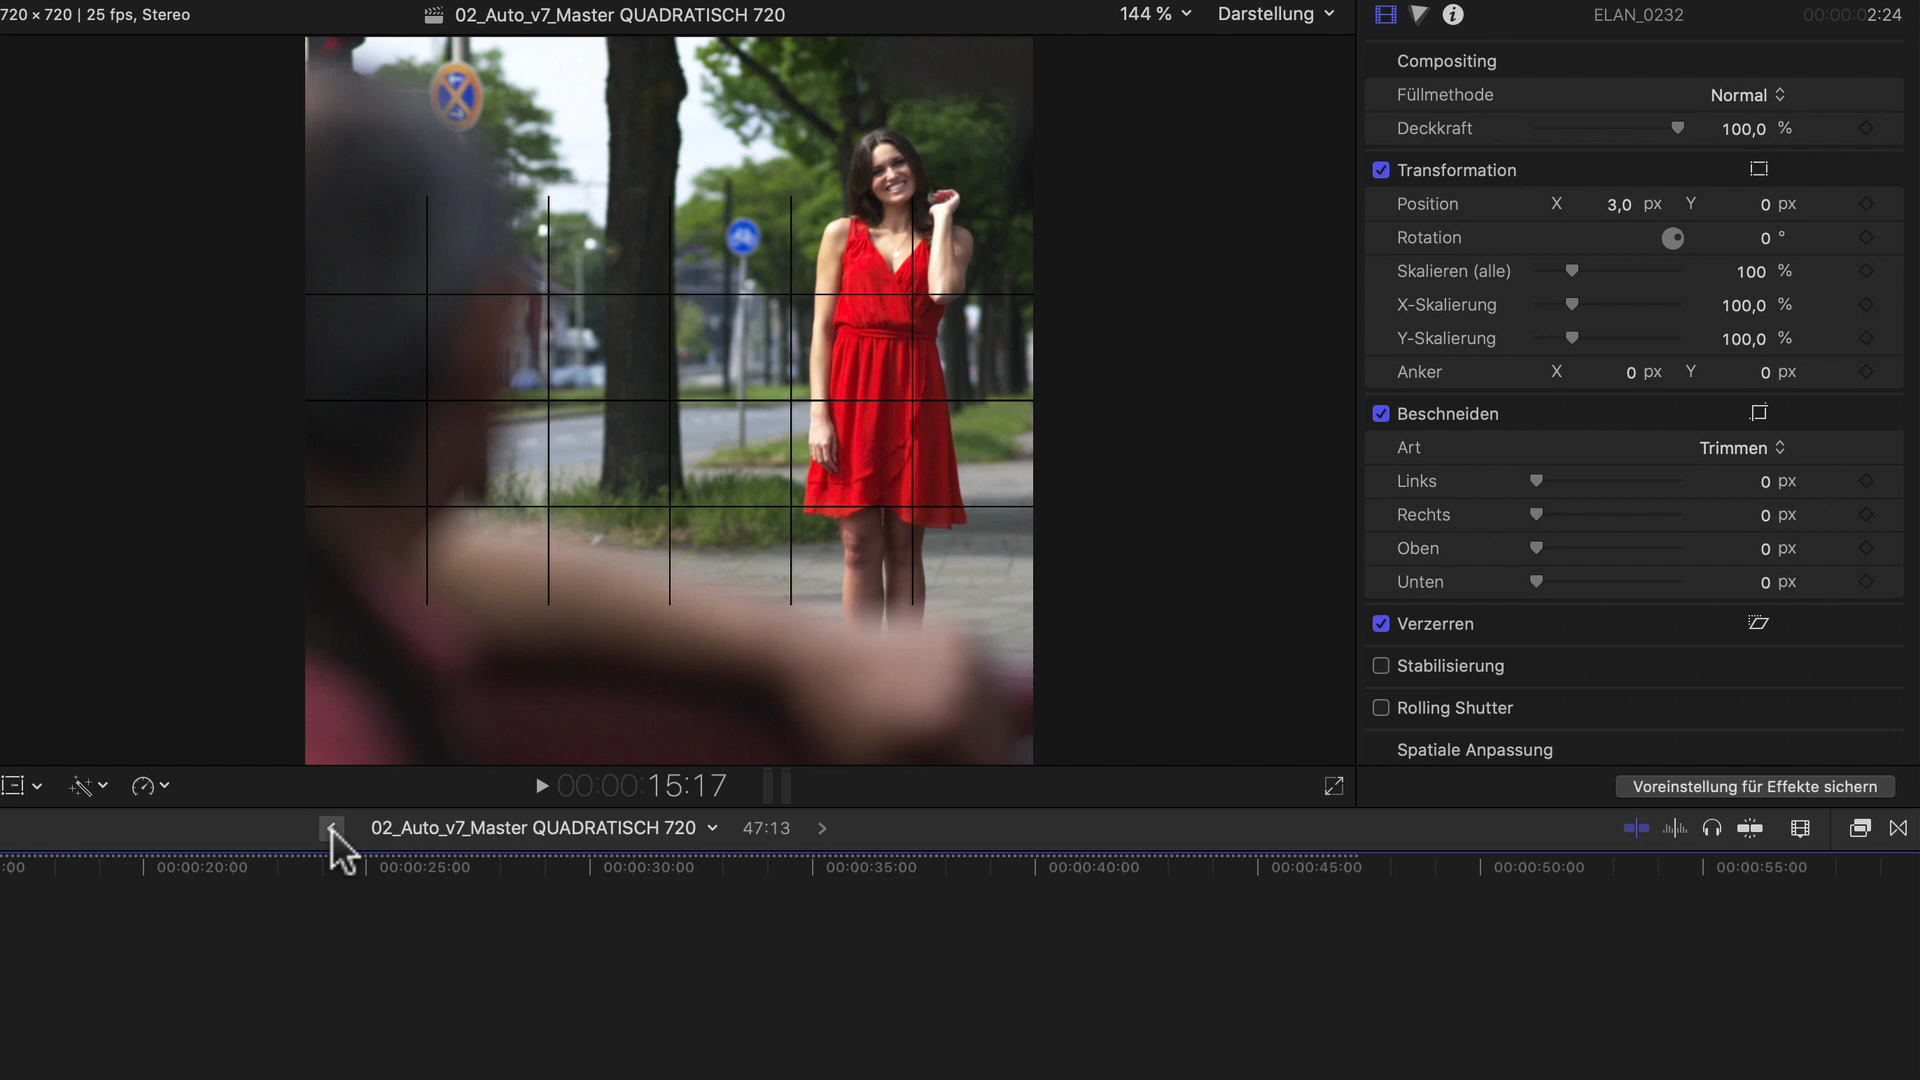 720 × 720 | 25 fps, Stereo
02_Auto_v7_Master QUADRATISCH 720
144 %
Darstellung
ELAN_0232
00:00:02:24
Compositing
Füllmethode Normal
Deckkraft 100,0 %
Transformation
Position X 3,0 px Y 0 px
Rotation 0 °
Skalieren (alle) 100 %
X-Skalierung 100,0 %
Y-Skalierung 100,0 %
Anker X 0 px Y 0 px
Beschneiden
Art Trimmen
Links 0 px
Rechts 0 px
Oben 0 px
Unten 0 px
Verzerren
Stabilisierung
Rolling Shutter
Spatiale Anpassung
00:00:00:15:17
Voreinstellung für Effekte sichern
02_Auto_v7_Master QUADRATISCH 720 47:13
:00 00:00:20:00 00:00:25:00 00:00:30:00 00:00:35:00 00:00:40:00 00:00:45:00 00:00:50:00 00:00:55:00